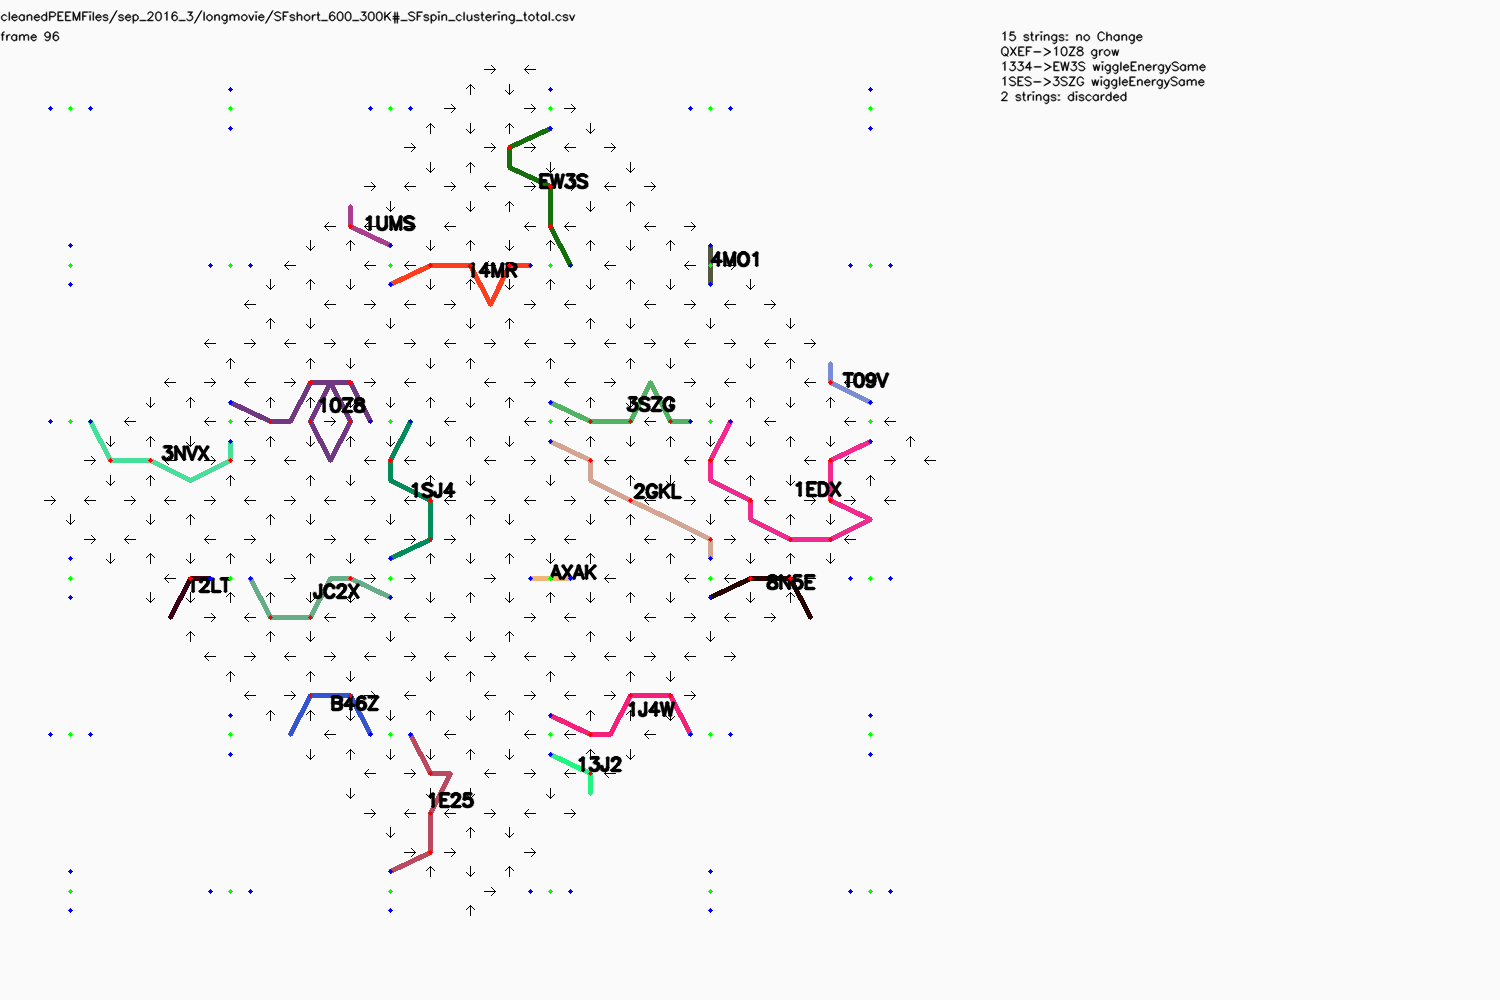 cleanedPEEMFiles/sep_2016_3/longmovie/SFshort_600_300K#_SFspin_clustering_total.csv
frame 96
15 strings: no Change
QXEF->10Z8 grow
1334->EW3S wiggleEnergySame
1SES->3SZG wiggleEnergySame
2 strings: discarded
EW3S
1UMS
4MO1
14MR
T09V
10Z8
3SZG
3NVX
1SJ4
2GKL
1EDX
AXAK
T2LT
JC2X
8N5E
B46Z
1J4W
13J2
1E25